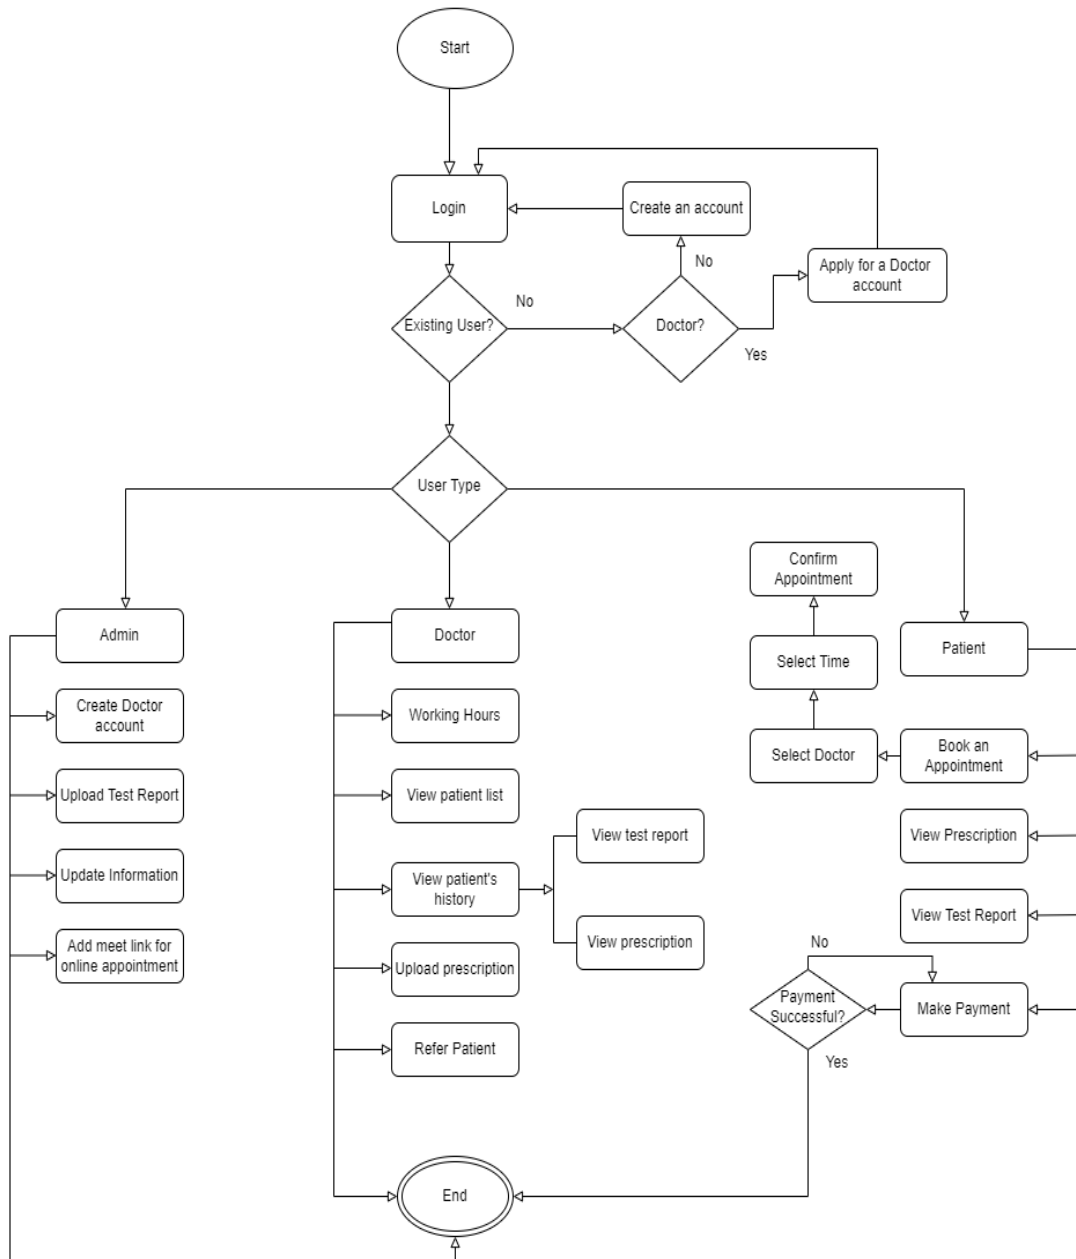 Start
Login
Create an account
No
Apply for a Doctor
account
Existing User?
No
Doctor?
Yes
User Type
Confirm
Appointment
Admin
Doctor
Select Time
Patient
Create Doctor
account
Working Hours
Select Doctor
Book an
Appointment
Upload Test Report
View patient list
View test report
View Prescription
Update Information
View patient's
history
View Test Report
Add meet link for
online appointment
Upload prescription
View prescription
No
Payment
Successful?
Make Payment
Refer Patient
Yes
End